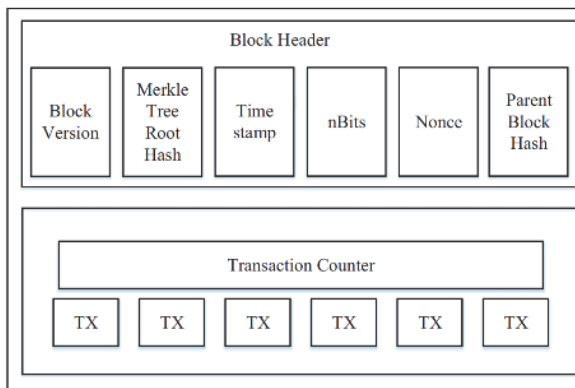 Block Header
Block
Version
Merkle
Tree
Root
Hash
Time
stamp
nBits
Nonce
Parent
Block
Hash
Transaction Counter
TX TX TX TX TX TX